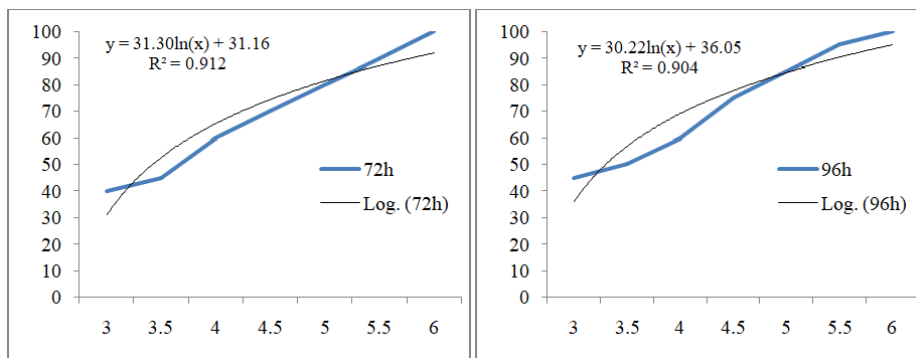 100
90
80
70
60
50
40
30
20
10
0
y = 31.30ln(x) + 31.16
R² = 0.912
72h
Log. (72h)
3 3.5 4 4.5 5 5.5 6
100
90
80
70
60
50
40
30
20
10
0
y = 30.22ln(x) + 36.05
R² = 0.904
96h
Log. (96h)
3 3.5 4 4.5 5 5.5 6